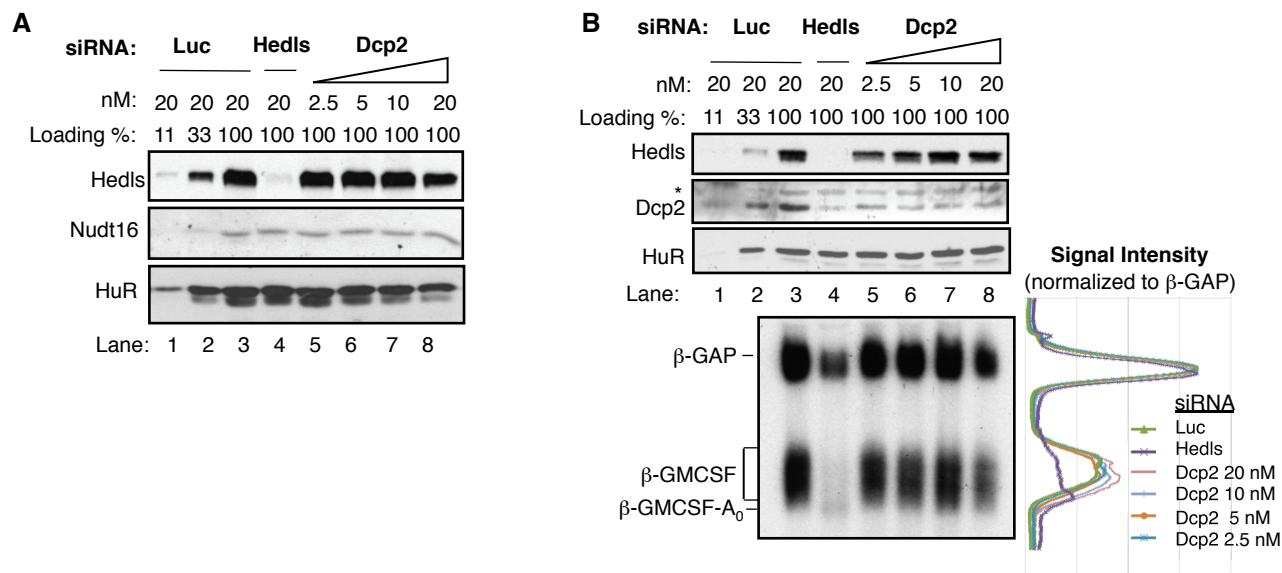 A
siRNA: Luc Hedls Dcp2
nM: 20 20 20 20 2.5 5 10 20
Loading %: 11 33 100 100 100 100 100 100
Hedls
Nudt16
HuR
Lane: 1 2 3 4 5 6 7 8
B
siRNA: Luc Hedls Dcp2
nM: 20 20 20 20 2.5 5 10 20
Loading %: 11 33 100 100 100 100 100 100
Hedls
*
Dcp2
HuR
Lane: 1 2 3 4 5 6 7 8
β-GAP
β-GMCSF
β-GMCSF-A₀
Signal Intensity
(normalized to β-GAP)
siRNA
Luc
Hedls
Dcp2 20 nM
Dcp2 10 nM
Dcp2 5 nM
Dcp2 2.5 nM